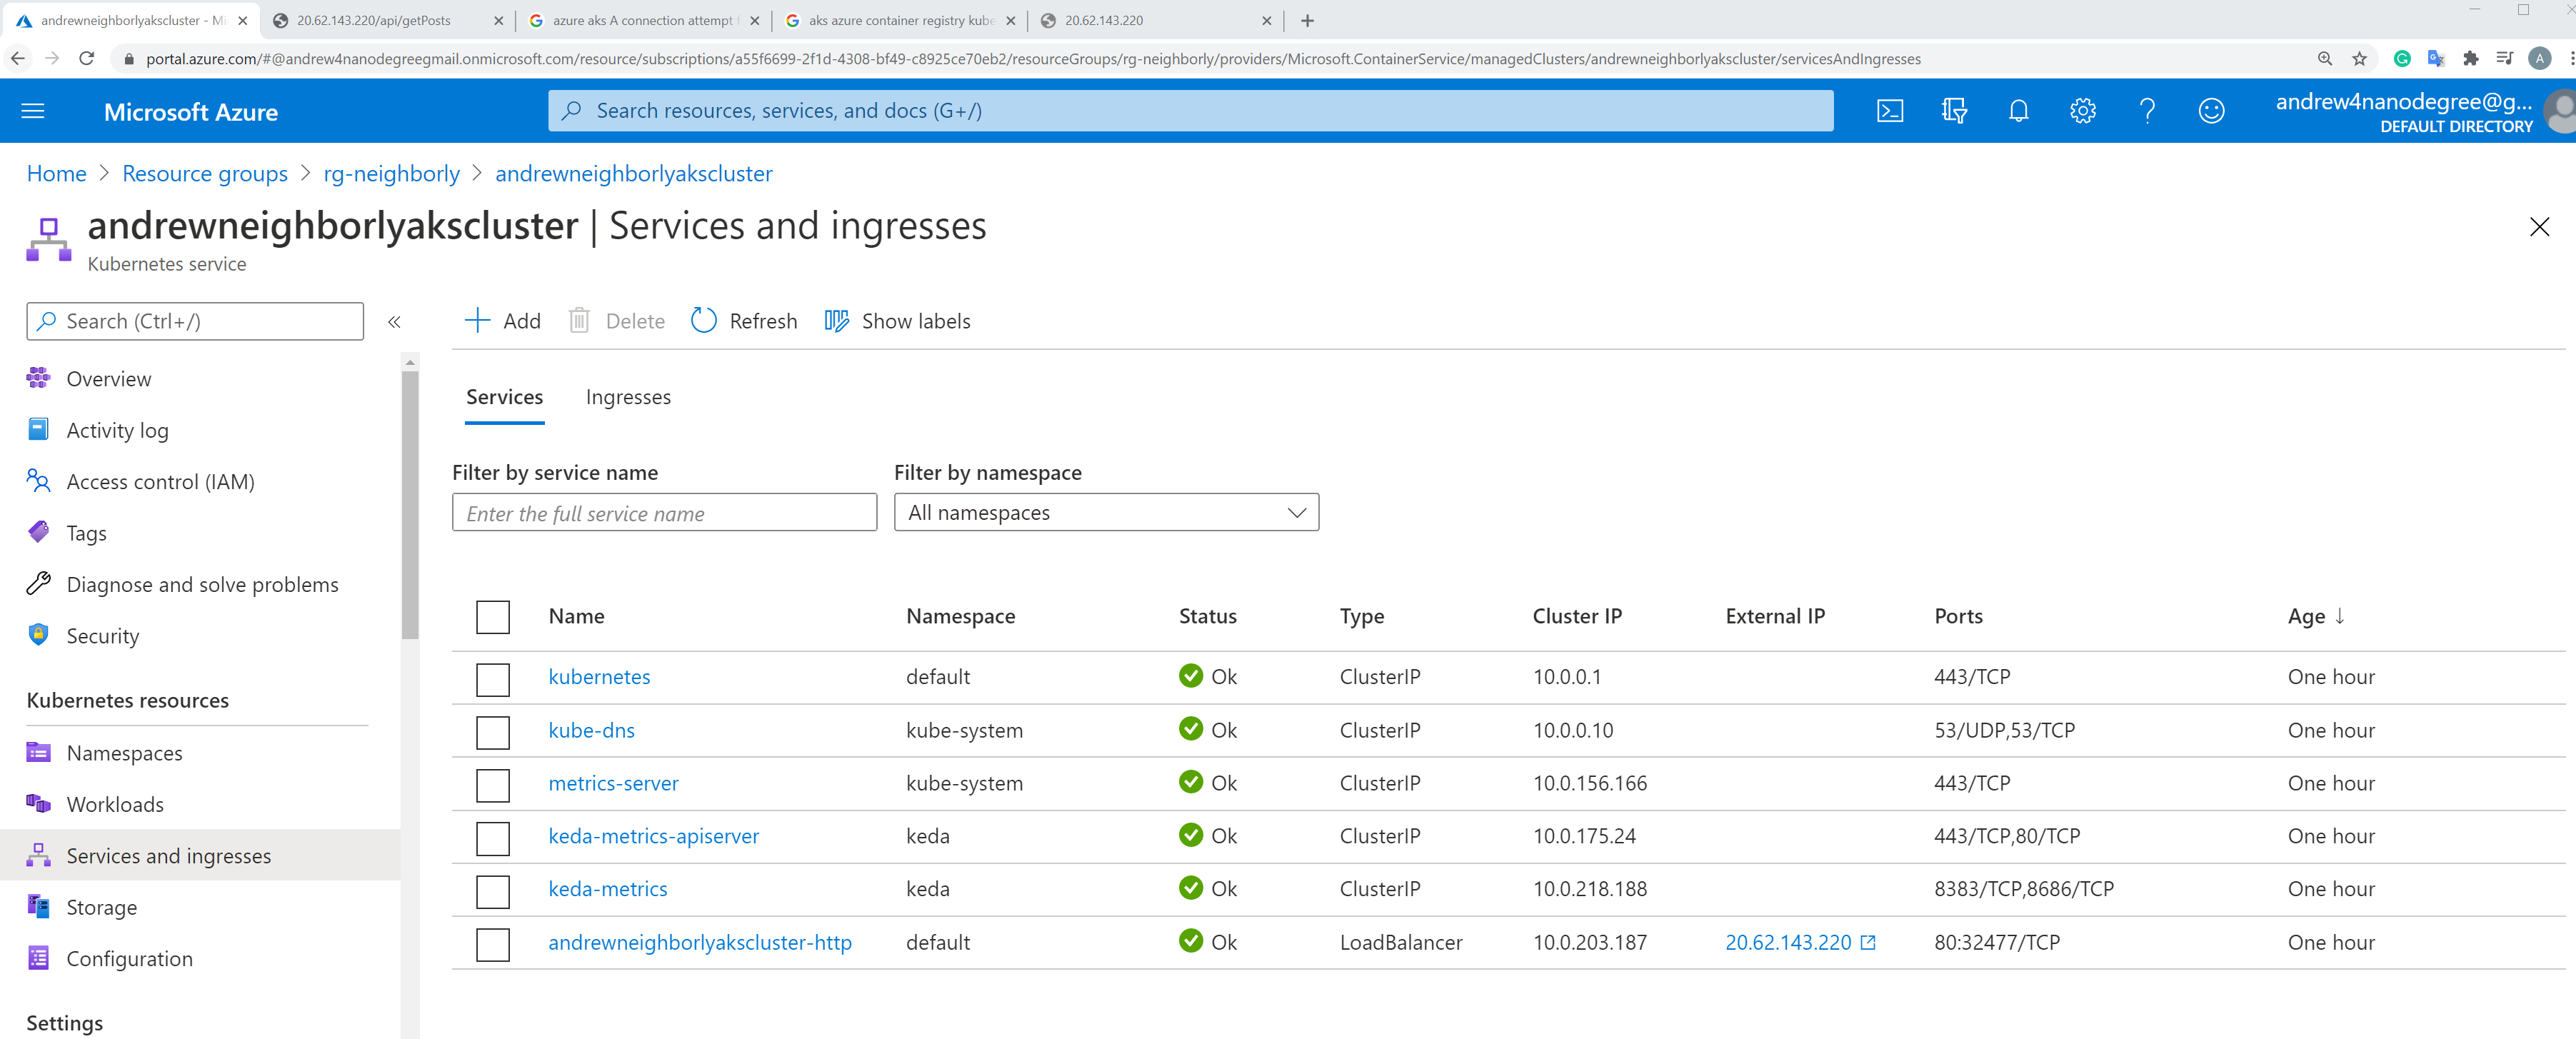 andrewneighborlyakscluster - Mi
20.62.143.220/api/getPosts
azure aks A connection attempt f
aks azure container registry kube
20.62.143.220
portal.azure.com/#@andrew4nanodegreegmail.onmicrosoft.com/resource/subscriptions/a55f6699-2f1d-4308-bf49-c8925ce70eb2/resourceGroups/rg-neighborly/providers/Microsoft.ContainerService/managedClusters/andrewneighborlyakscluster/servicesAndIngresses
A
Microsoft Azure
Search resources, services, and docs (G+/)
andrew4nanodegree@g...
DEFAULT DIRECTORY
Home > Resource groups > rg-neighborly > andrewneighborlyakscluster
andrewneighborlyakscluster | Services and ingresses
Kubernetes service
Search (Ctrl+/)
«
Overview
Activity log
Access control (IAM)
Tags
Diagnose and solve problems
Security
Kubernetes resources
Namespaces
Workloads
Services and ingresses
Storage
Configuration
Settings
Add Delete Refresh Show labels
Services Ingresses
Filter by service name Filter by namespace
Enter the full service name All namespaces
Name Namespace Status Type Cluster IP External IP Ports Age ↓
kubernetes default Ok ClusterIP 10.0.0.1 443/TCP One hour
kube-dns kube-system Ok ClusterIP 10.0.0.10 53/UDP,53/TCP One hour
metrics-server kube-system Ok ClusterIP 10.0.156.166 443/TCP One hour
keda-metrics-apiserver keda Ok ClusterIP 10.0.175.24 443/TCP,80/TCP One hour
keda-metrics keda Ok ClusterIP 10.0.218.188 8383/TCP,8686/TCP One hour
andrewneighborlyakscluster-http default Ok LoadBalancer 10.0.203.187 20.62.143.220 80:32477/TCP One hour